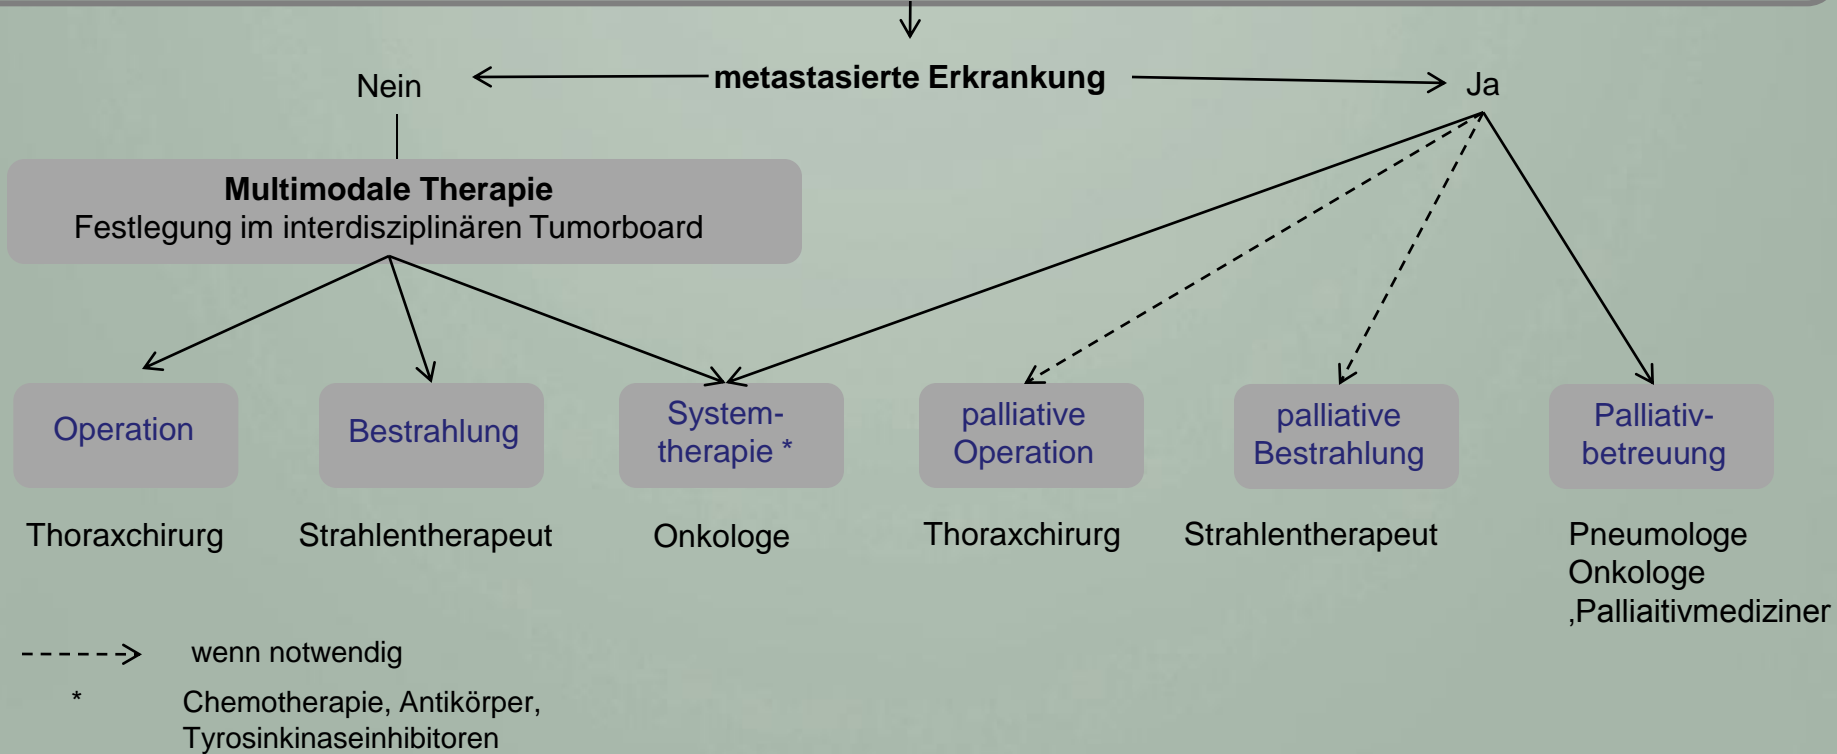 metastasierte Erkrankung
Nein
Ja
Multimodale Therapie
Festlegung im interdisziplinären Tumorboard
Operation
Bestrahlung
System-
therapie *
palliative
Operation
palliative
Bestrahlung
Palliativ-
betreuung
Thoraxchirurg
Strahlentherapeut
Onkologe
Thoraxchirurg
Strahlentherapeut
Pneumologe
Onkologe
,Palliaitivmediziner
wenn notwendig
* Chemotherapie, Antikörper,
Tyrosinkinaseinhibitoren